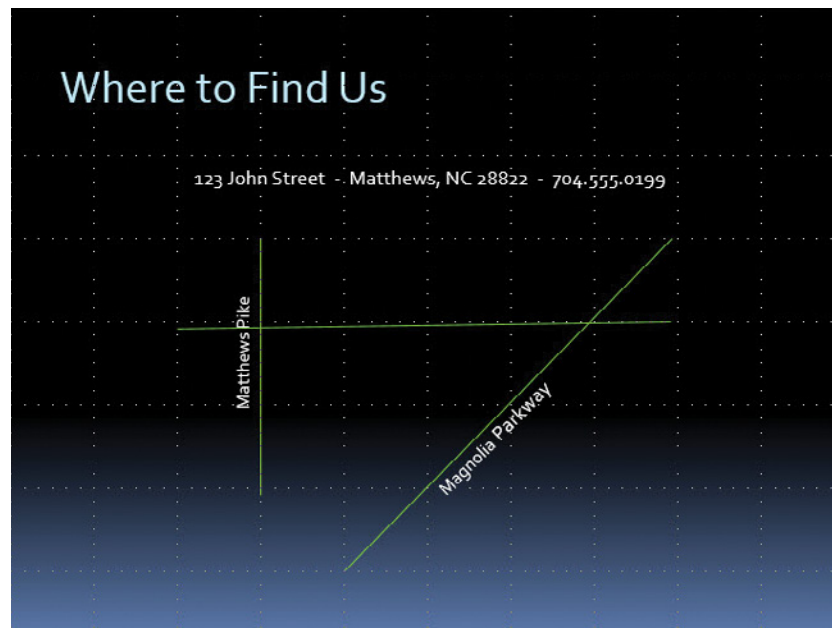 Where to Find Us
123 John Street - Matthews, NC 28822 - 704.555.0199
Matthews Pike
Magnolia Parkway